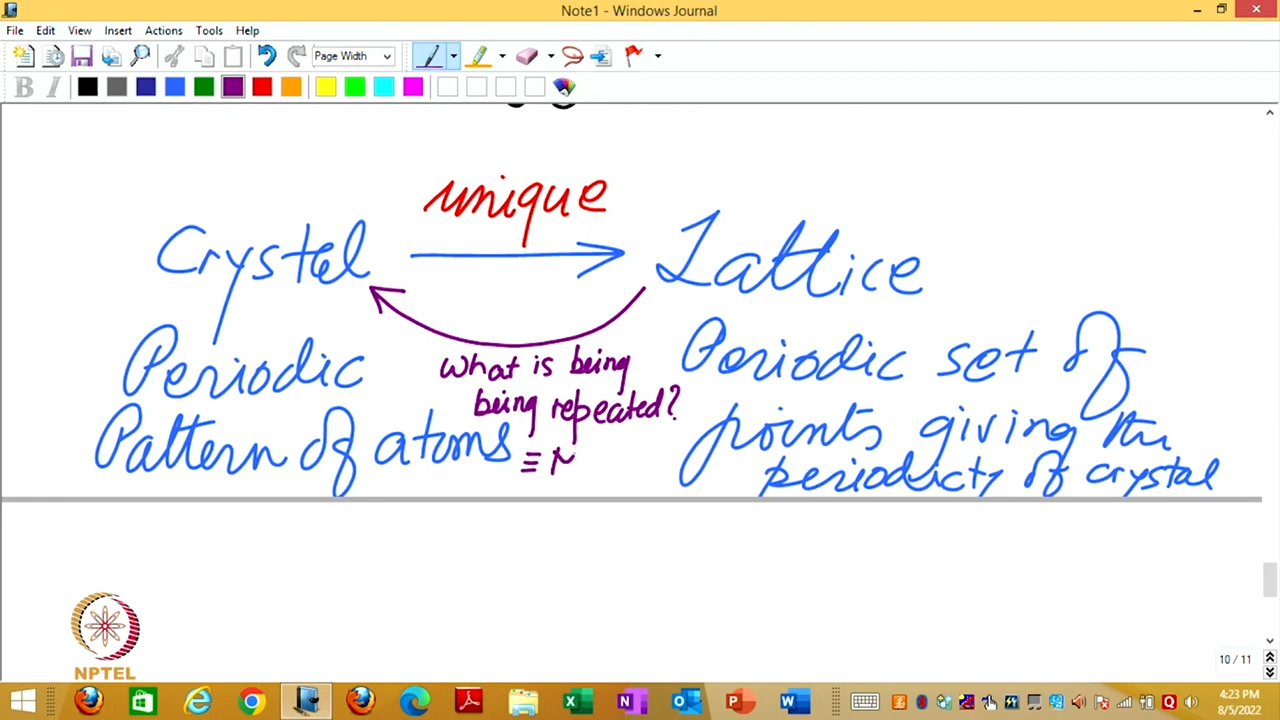 Note1 - Windows Journal
File Edit View Insert Actions Tools Help
Page Width
B I
unique
Crystal Lattice
Periodic
Pattern of atoms
What is being
being repeated?
≡ M
Periodic set of
points giving the
periodicty of crystal
NPTEL
10 / 11
4:23 PM
8/5/2022